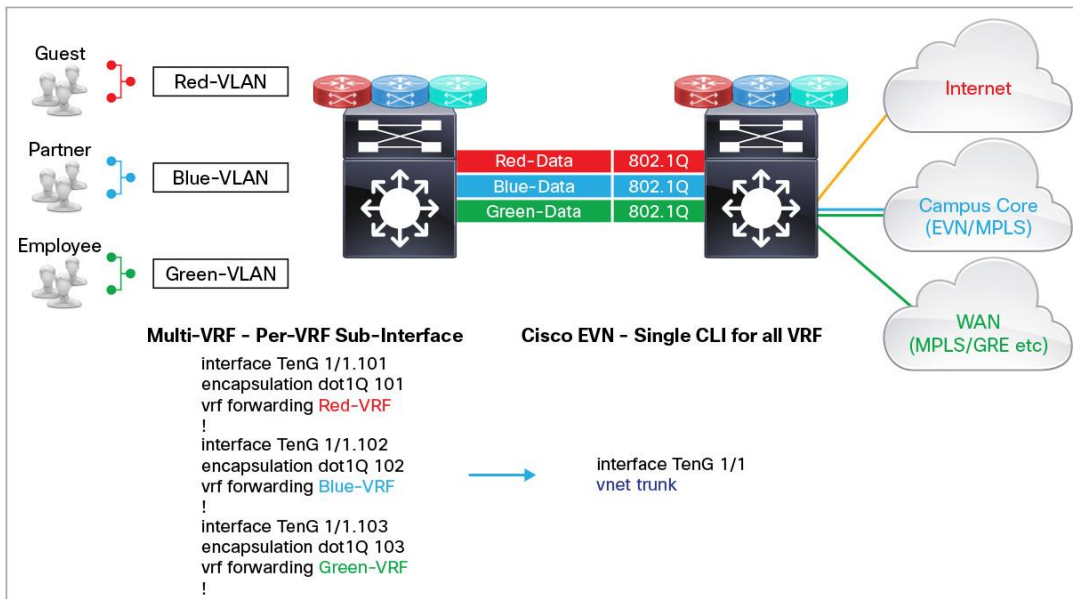 Guest
Red-VLAN
Partner
Blue-VLAN
Employee
Green-VLAN
Red-Data 802.1Q
Blue-Data 802.1Q
Green-Data 802.1Q
Internet
Campus Core
(EVN/MPLS)
WAN
(MPLS/GRE etc)
Multi-VRF - Per-VRF Sub-Interface
interface TenG 1/1.101
encapsulation dot1Q 101
vrf forwarding Red-VRF
!
interface TenG 1/1.102
encapsulation dot1Q 102
vrf forwarding Blue-VRF
!
interface TenG 1/1.103
encapsulation dot1Q 103
vrf forwarding Green-VRF
!
Cisco EVN - Single CLI for all VRF
interface TenG 1/1
vnet trunk